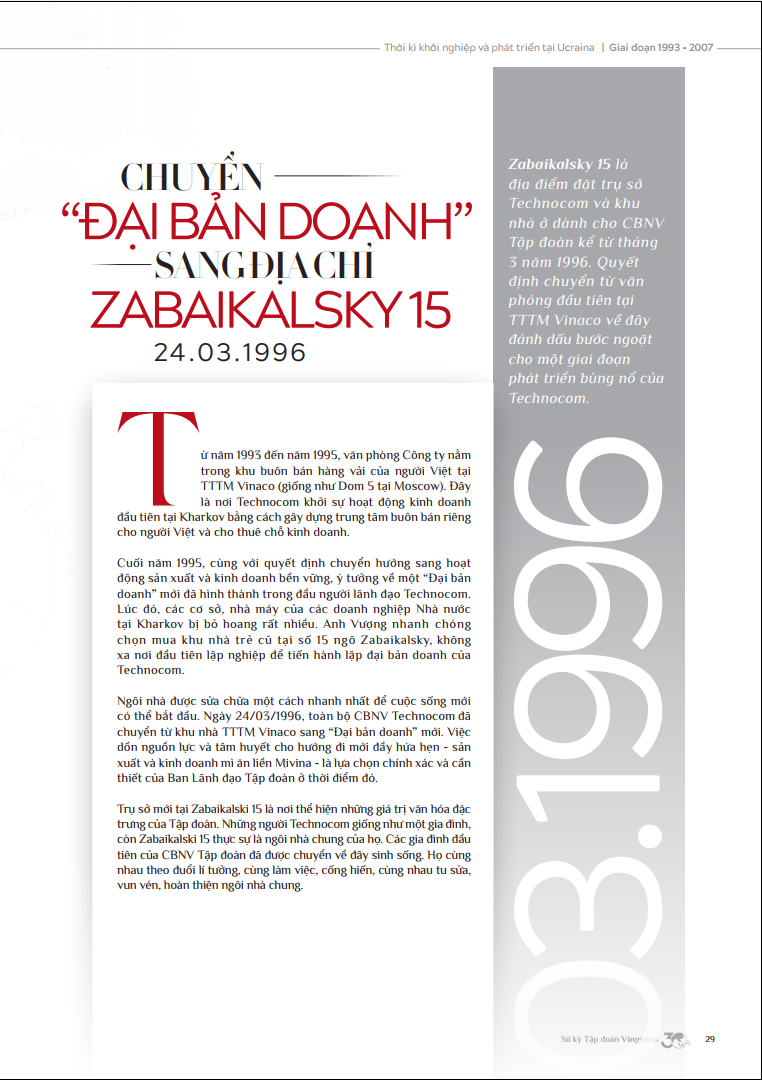 Thời kì khởi nghiệp và phát triển tại Ucraina | Giai đoạn 1993 - 2007
CHUYỂN
“ĐẠI BẢN DOANH”
SANG ĐỊA CHỈ
ZABAIKALSKY 15
24.03.1996
Từ năm 1993 đến năm 1995, văn phòng Công ty nằm
trong khu buôn bán hàng vải của người Việt tại
TTTM Vinaco (giống như Dom 5 tại Moscow). Đây
là nơi Technocom khởi sự hoạt động kinh doanh
đầu tiên tại Kharkov bằng cách gây dựng trung tâm buôn bán riêng
cho người Việt và cho thuê chỗ kinh doanh.
Cuối năm 1995, cùng với quyết định chuyển hướng sang hoạt
động sản xuất và kinh doanh bền vững, ý tưởng về một “Đại bản
doanh” mới đã hình thành trong đầu người lãnh đạo Technocom.
Lúc đó, các cơ sở, nhà máy của các doanh nghiệp Nhà nước
tại Kharkov bị bỏ hoang rất nhiều. Anh Vượng nhanh chóng
chọn mua khu nhà trẻ cũ tại số 15 ngõ Zabaikalsky, không
xa nơi đầu tiên lập nghiệp để tiến hành lập đại bản doanh của
Technocom.
Ngôi nhà được sửa chữa một cách nhanh nhất để cuộc sống mới
có thể bắt đầu. Ngày 24/03/1996, toàn bộ CBNV Technocom đã
chuyển từ khu nhà TTTM Vinaco sang “Đại bản doanh” mới. Việc
dồn nguồn lực và tâm huyết cho hướng đi mới đầy hứa hẹn - sản
xuất và kinh doanh mì ăn liền Mivina - là lựa chọn chính xác và cần
thiết của Ban Lãnh đạo Tập đoàn ở thời điểm đó.
Trụ sở mới tại Zabaikalski 15 là nơi thể hiện những giá trị văn hóa đặc
trưng của Tập đoàn. Những người Technocom giống như một gia đình,
còn Zabaikalski 15 thực sự là ngôi nhà chung của họ. Các gia đình đầu
tiên của CBNV Tập đoàn đã được chuyển về đây sinh sống. Họ cùng
nhau theo đuổi lí tưởng, cùng làm việc, cống hiến, cùng nhau tu sửa,
vun vén, hoàn thiện ngôi nhà chung.
Zabaikalsky 15 là
địa điểm đặt trụ sở
Technocom và khu
nhà ở dành cho CBNV
Tập đoàn kể từ tháng
3 năm 1996. Quyết
định chuyển từ văn
phòng đầu tiên tại
TTTM Vinaco về đây
đánh dấu bước ngoặt
cho một giai đoạn
phát triển bùng nổ của
Technocom.
03.1996
Sử ký Tập đoàn Vingroup 30
29